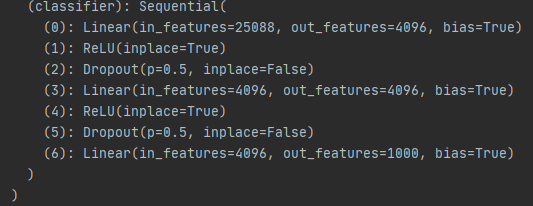 (classifier): Sequential(
(0): Linear(in_features=25088, out_features=4096, bias=True)
(1): ReLU(inplace=True)
(2): Dropout(p=0.5, inplace=False)
(3): Linear(in_features=4096, out_features=4096, bias=True)
(4): ReLU(inplace=True)
(5): Dropout(p=0.5, inplace=False)
(6): Linear(in_features=4096, out_features=1000, bias=True)
)
)